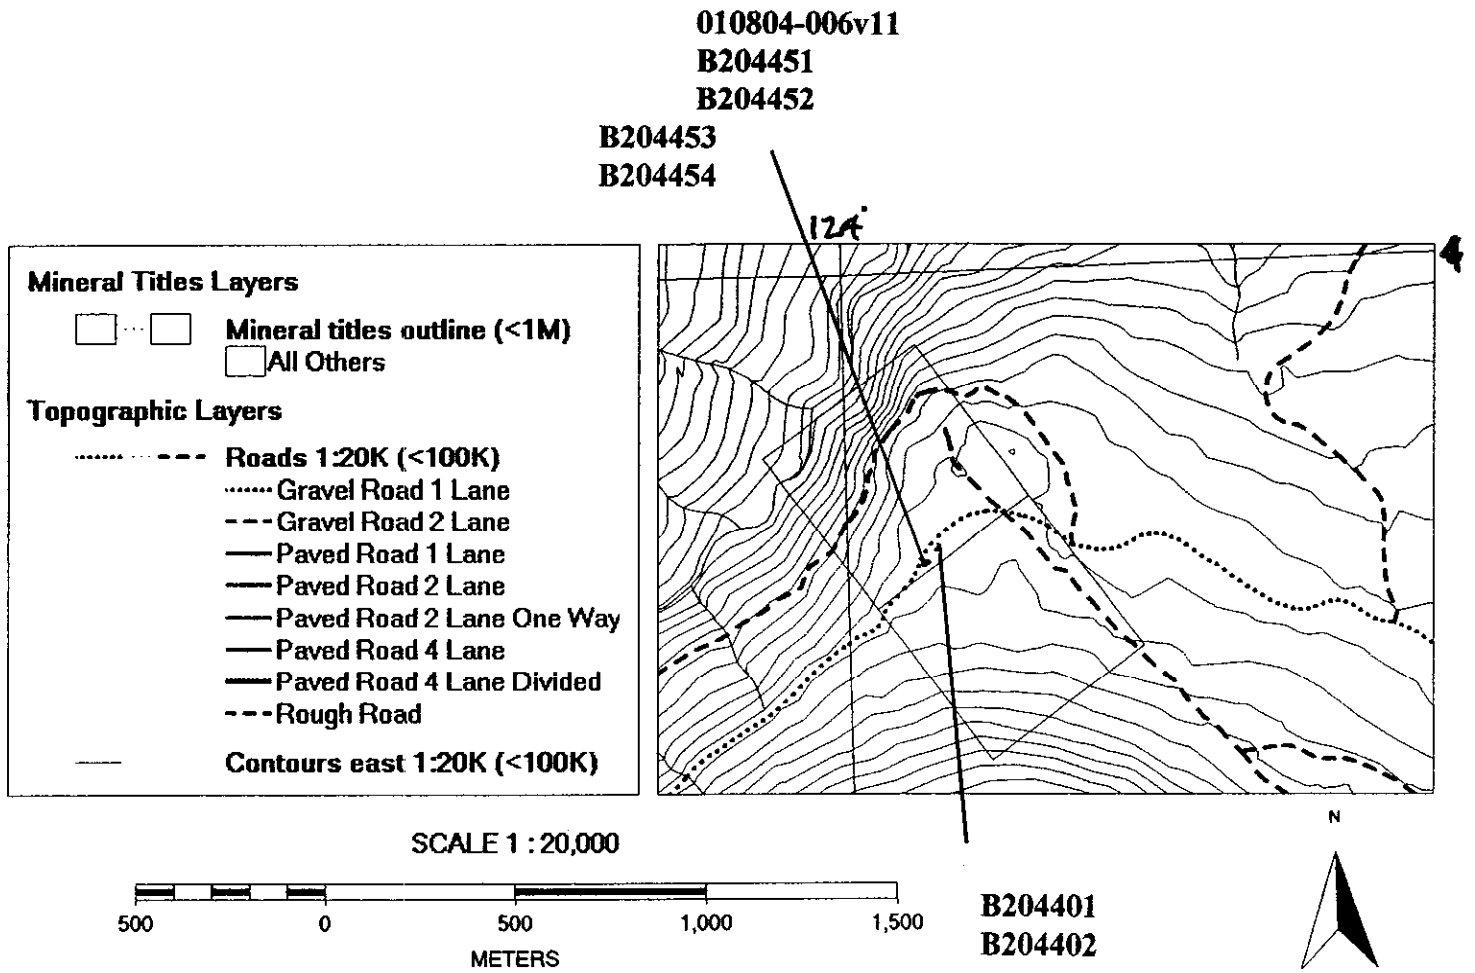 010804-006v11
B204451
B204452
B204453
B204454
124°
Mineral Titles Layers
Mineral titles outline (<1M)
All Others
Topographic Layers
Roads 1:20K (<100K)
Gravel Road 1 Lane
Gravel Road 2 Lane
Paved Road 1 Lane
Paved Road 2 Lane
Paved Road 2 Lane One Way
Paved Road 4 Lane
Paved Road 4 Lane Divided
Rough Road
Contours east 1:20K (<100K)
SCALE 1 : 20,000
500 0 500 1,000 1,500
METERS
N
B204401
B204402